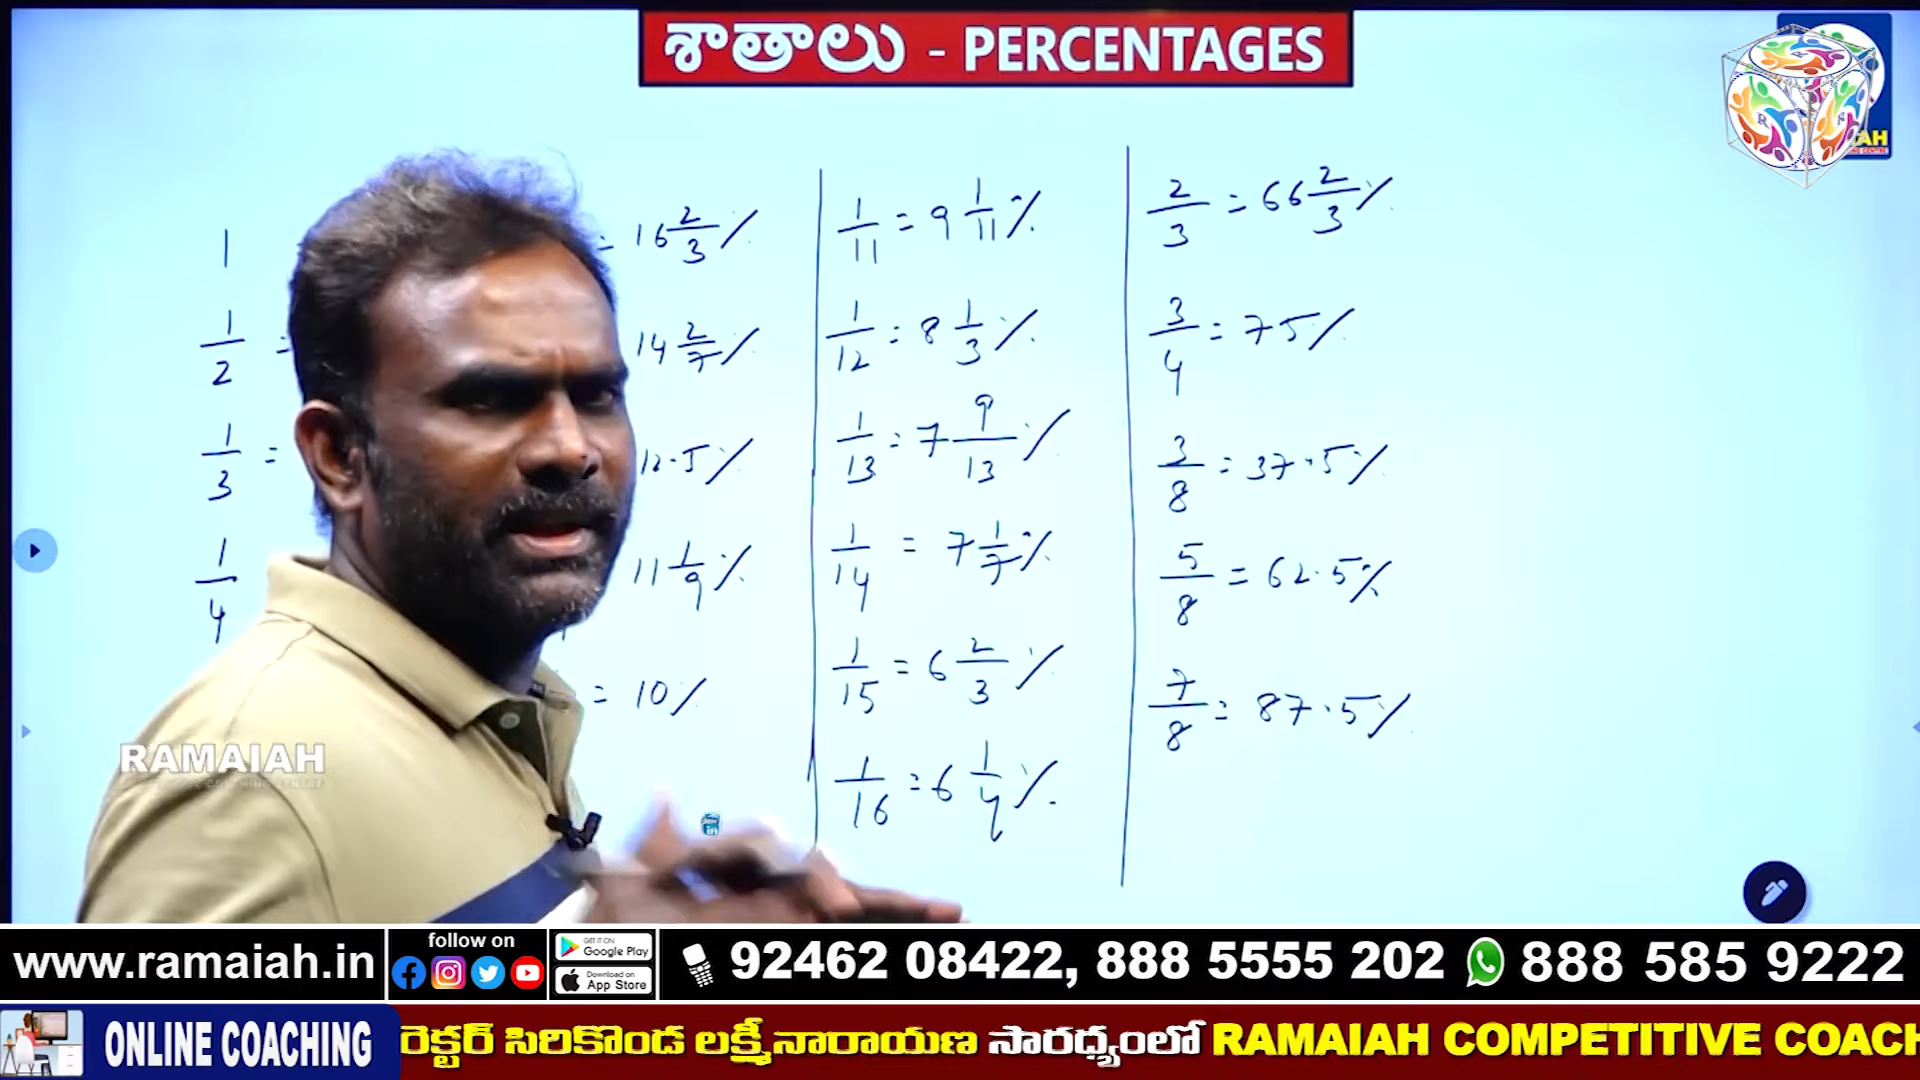 శాతాలు - PERCENTAGES
1
1/2 =
1/3 =
1/4
= 16 2/3 %
14 2/7 %
12.5 %
11 1/9 %
= 10 %
1/11 = 9 1/11 %
1/12 = 8 1/3 %
1/13 = 7 9/13 %
1/14 = 7 1/7 %
1/15 = 6 2/3 %
1/16 = 6 1/4 %
2/3 = 66 2/3 %
3/4 = 75 %
3/8 = 37.5 %
5/8 = 62.5 %
7/8 = 87.5 %
RAMAIAH
www.ramaiah.in
follow on
GET IT ON
Google Play
Download on
App Store
92462 08422, 888 5555 202
888 585 9222
ONLINE COACHING
రెక్టర్ సిరికొండ లక్ష్మీనారాయణ సారధ్యంలో RAMAIAH COMPETITIVE COACH